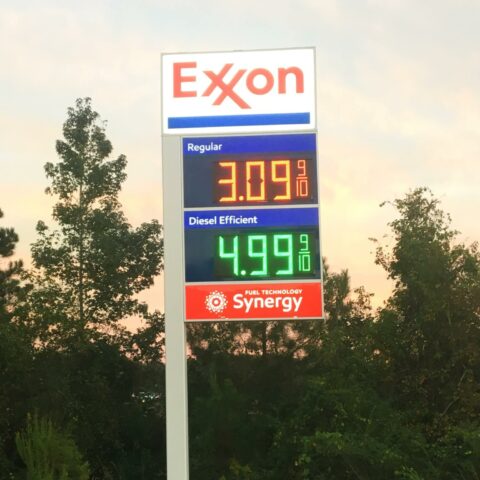 Exxon
Regular
3.09 9/10
Diesel Efficient
4.99 9/10
FUEL TECHNOLOGY
Synergy